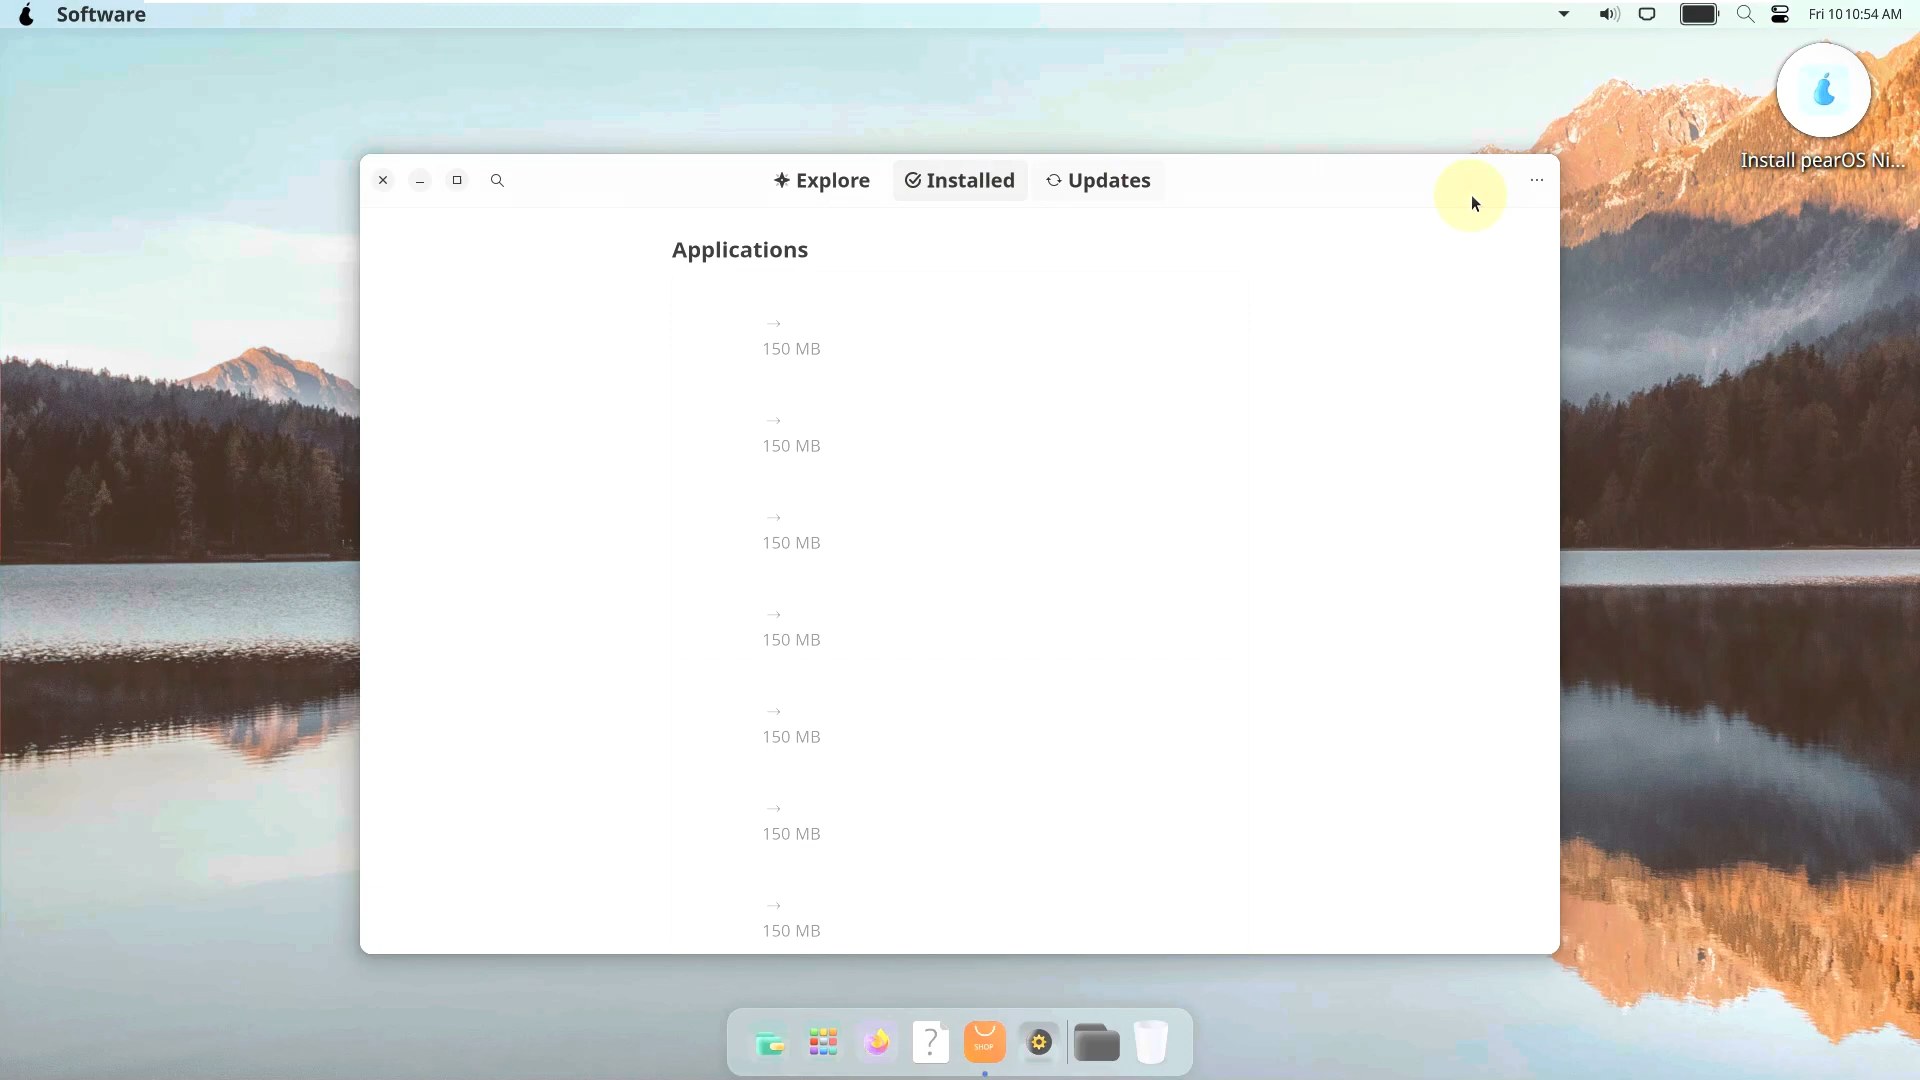 Software
Fri 10 10:54 AM
Install pearOS Ni...
Explore
Installed
Updates
Applications
→
150 MB
→
150 MB
→
150 MB
→
150 MB
→
150 MB
→
150 MB
→
150 MB
?
SHOP